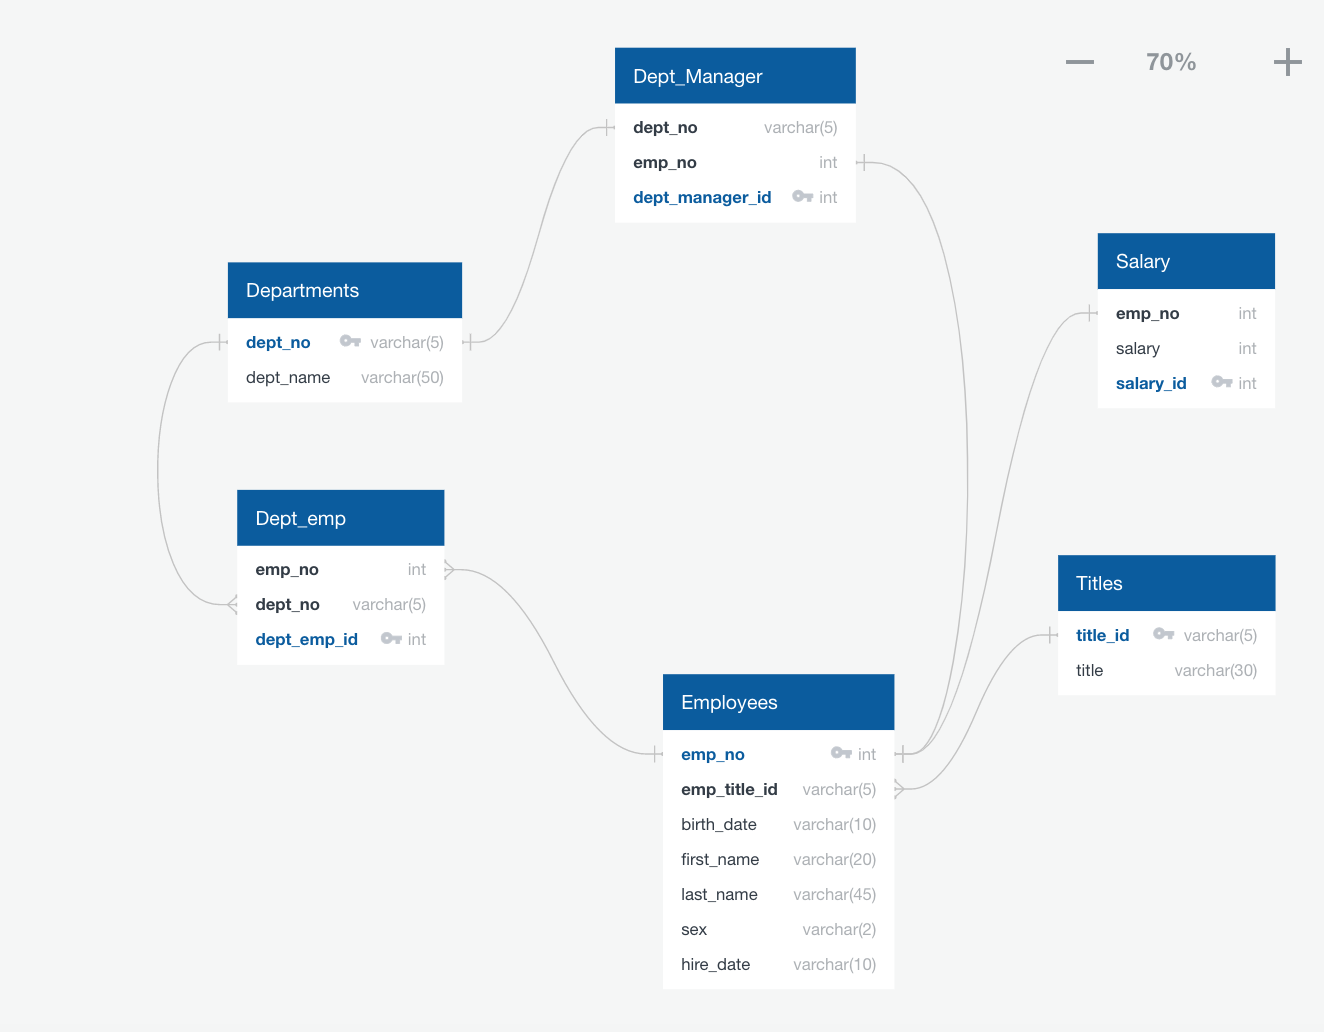 70%
Dept_Manager
dept_no varchar(5)
emp_no int
dept_manager_id int
Salary
emp_no int
salary int
salary_id int
Departments
dept_no varchar(5)
dept_name varchar(50)
Dept_emp
emp_no int
dept_no varchar(5)
dept_emp_id int
Titles
title_id varchar(5)
title varchar(30)
Employees
emp_no int
emp_title_id varchar(5)
birth_date varchar(10)
first_name varchar(20)
last_name varchar(45)
sex varchar(2)
hire_date varchar(10)